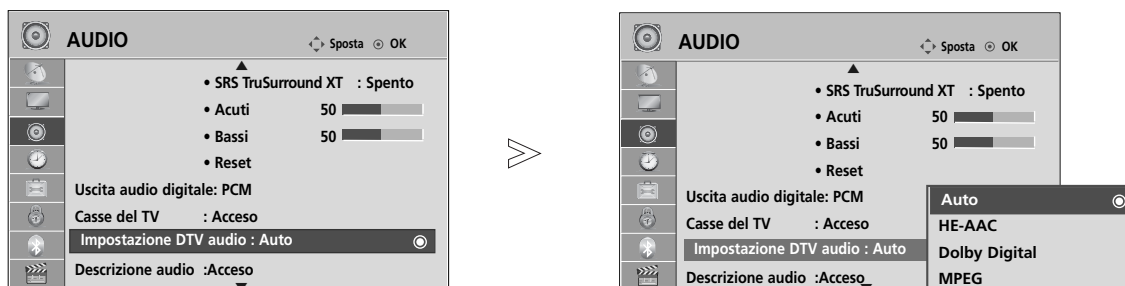 AUDIO
Sposta OK
• SRS TruSurround XT : Spento
• Acuti 50
• Bassi 50
• Reset
Uscita audio digitale: PCM
Casse del TV : Acceso
Impostazione DTV audio : Auto
Descrizione audio :Acceso
AUDIO
Sposta OK
• SRS TruSurround XT : Spento
• Acuti 50
• Bassi 50
• Reset
Uscita audio digitale: PCM
Casse del TV : Acceso
Impostazione DTV audio : Auto
Descrizione audio :Acceso
Auto
HE-AAC
Dolby Digital
MPEG